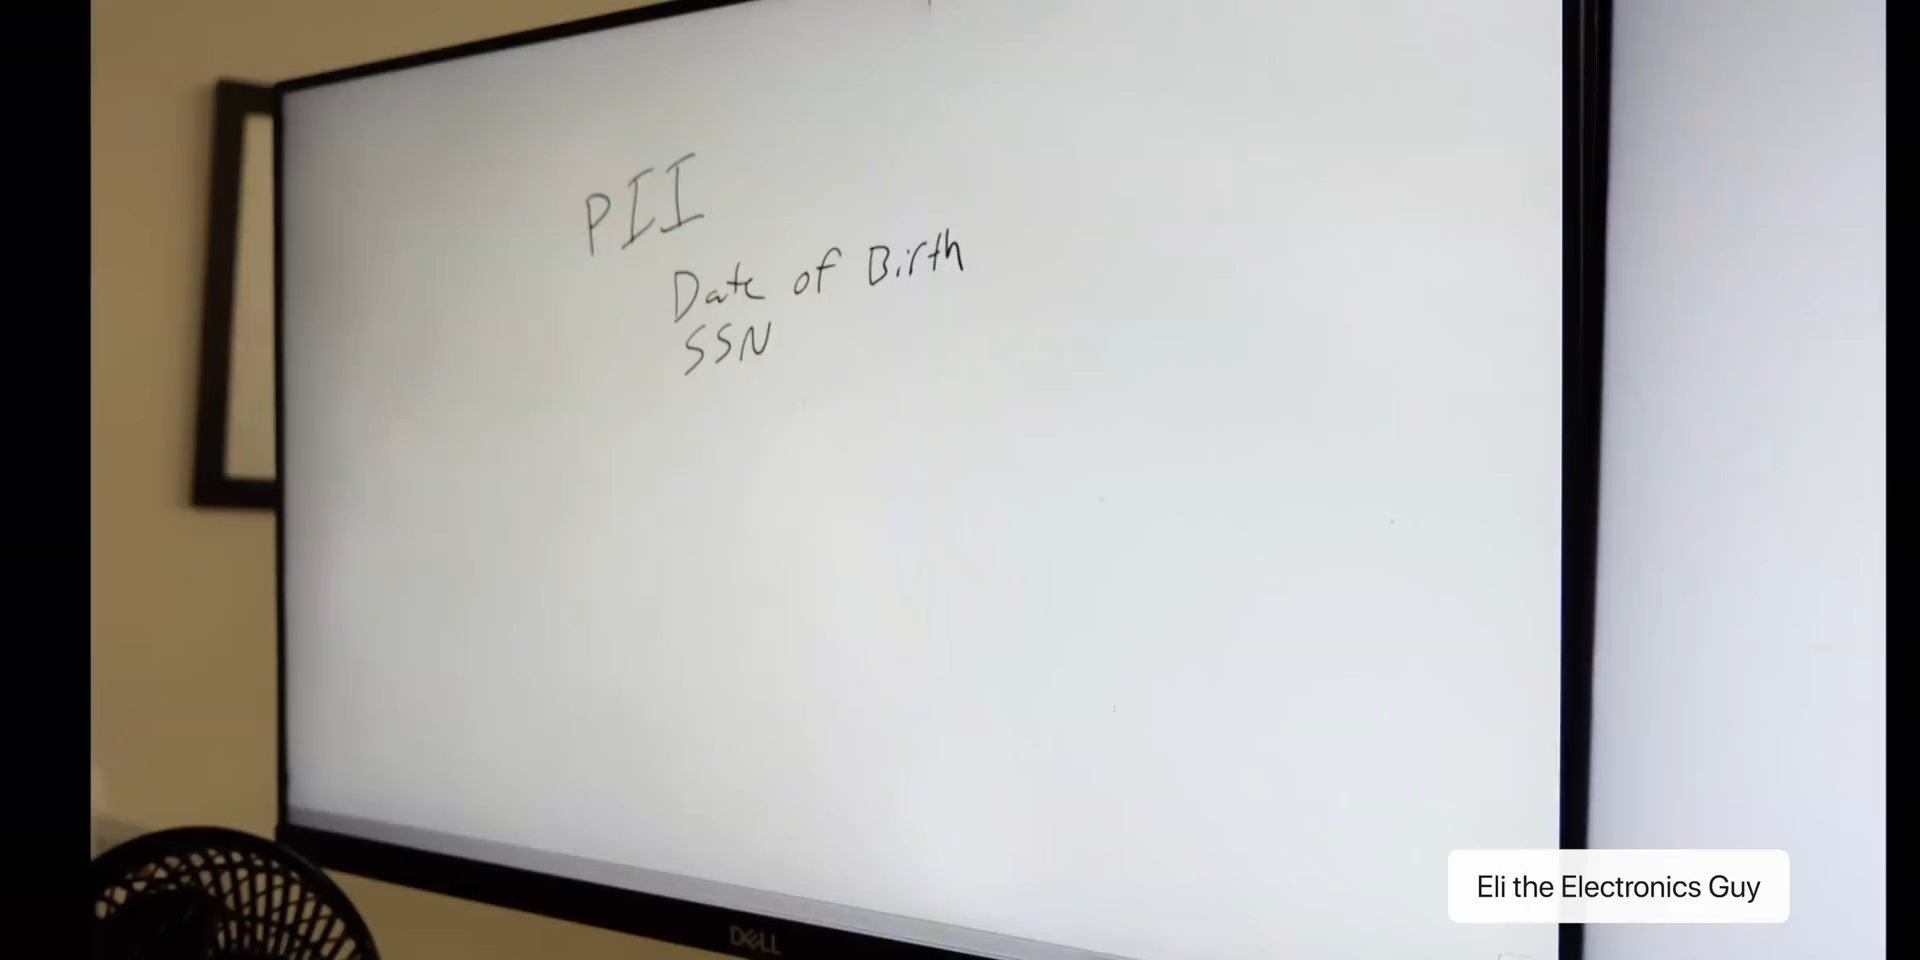 PII
Date of Birth
SSN
Eli the Electronics Guy
DELL